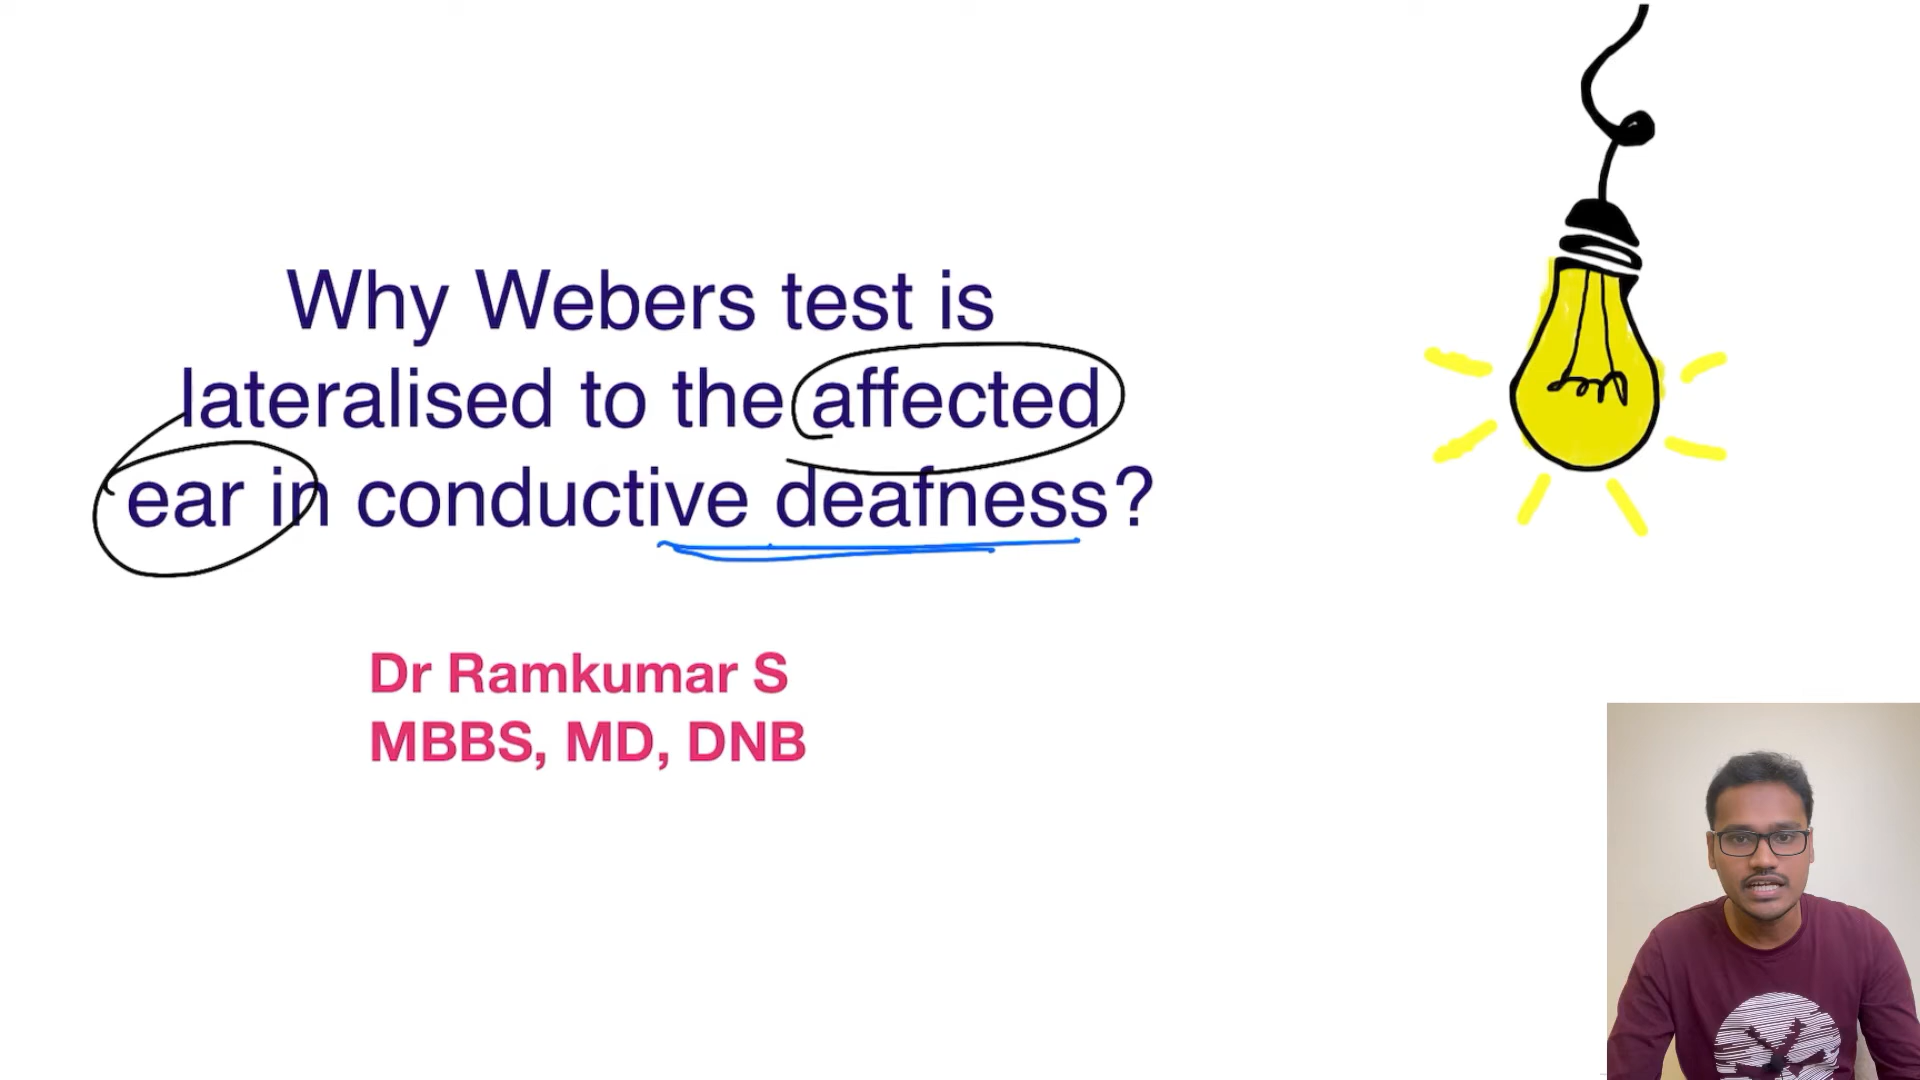 Why Webers test is
lateralised to the affected
ear in conductive deafness?
Dr Ramkumar S
MBBS, MD, DNB